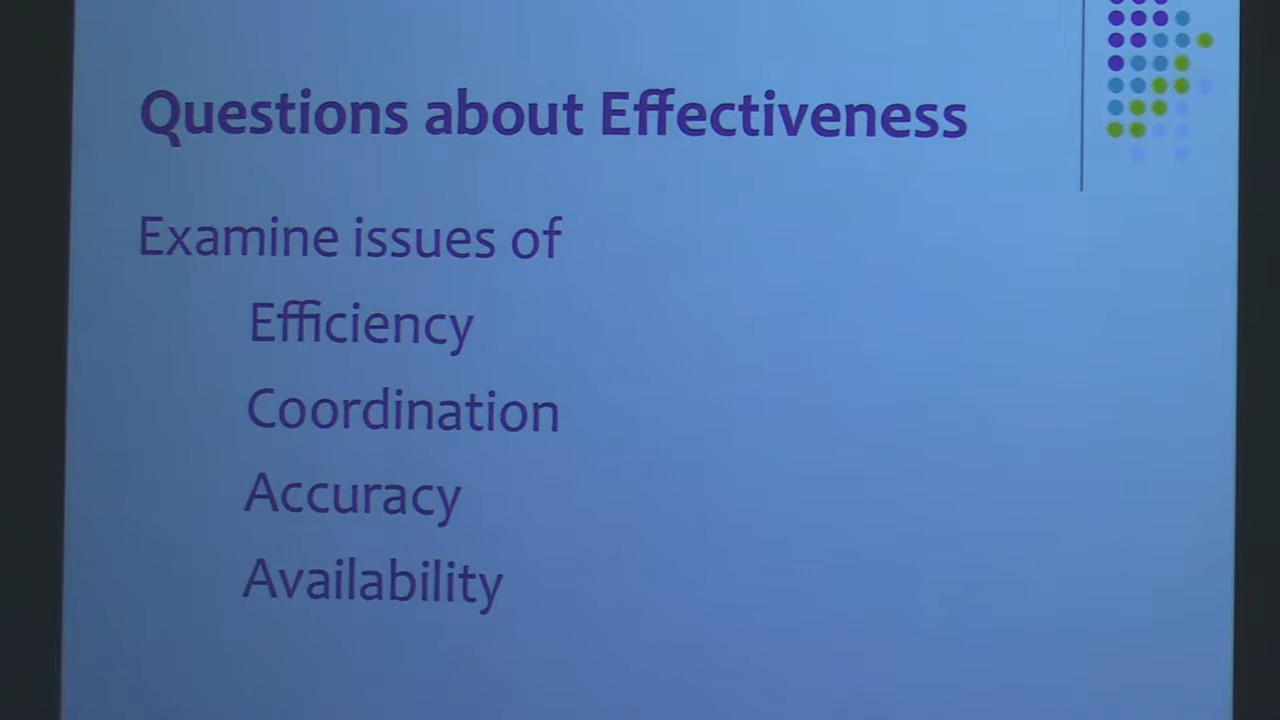 Questions about Effectiveness
Examine issues of
Efficiency
Coordination
Accuracy
Availability